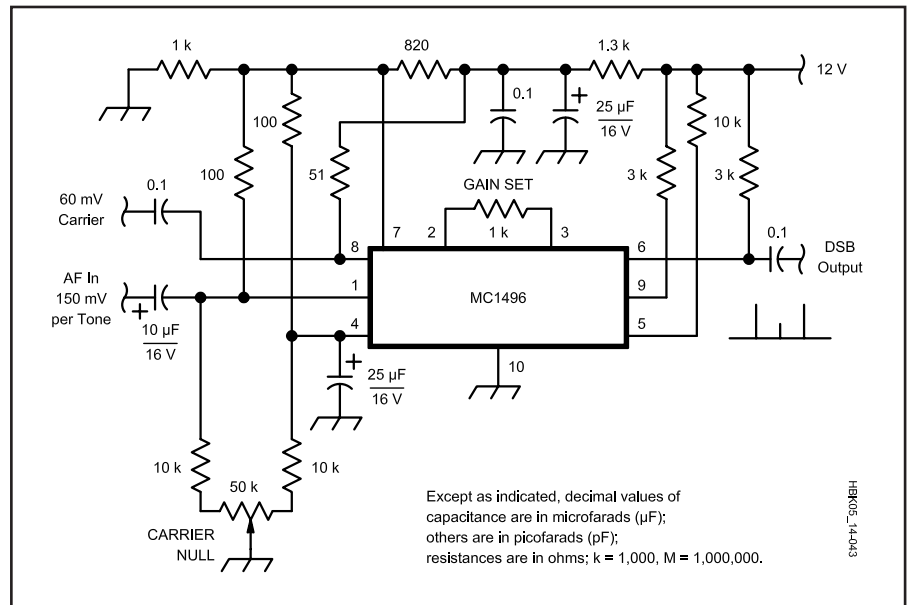 1 k
820
1.3 k
12 V
100
0.1
+
25 µF
16 V
10 k
100
51
3 k
3 k
GAIN SET
60 mV
Carrier
0.1
1 k
8
7
2
3
6
0.1
DSB
Output
AF In
150 mV
per Tone
+
10 µF
16 V
1
MC1496
9
4
5
+
25 µF
16 V
10
10 k
10 k
50 k
CARRIER
NULL
Except as indicated, decimal values of
capacitance are in microfarads (µF);
others are in picofarads (pF);
resistances are in ohms; k = 1,000, M = 1,000,000.
HBK05_14-043